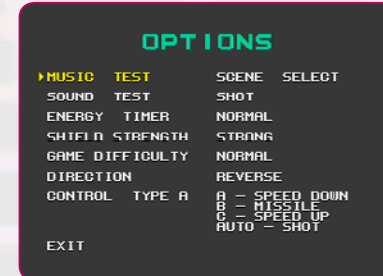 OPTIONS
MUSIC TEST SCENE SELECT
SOUND TEST SHOT
ENERGY TIMER NORMAL
SHIELD STRENGTH STRONG
GAME DIFFICULTY NORMAL
DIRECTION REVERSE
CONTROL TYPE A A – SPEED DOWN
B – MISSILE
C – SPEED UP
AUTO – SHOT
EXIT